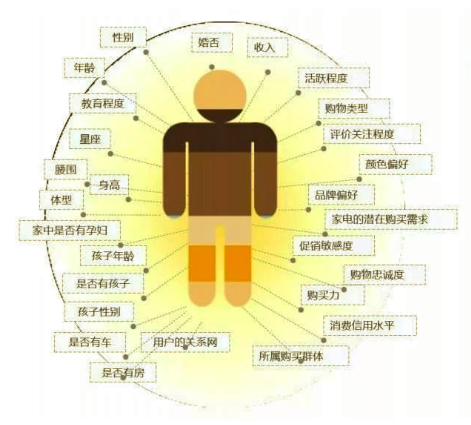 性别
婚否
收入
年龄
活跃程度
教育程度
购物类型
评价关注程度
星座
颜色偏好
腰围
身高
体型
品牌偏好
家电的潜在购买需求
家中是否有孕妇
促销敏感度
孩子年龄
购物忠诚度
是否有孩子
购买力
孩子性别
消费信用水平
是否有车
用户的关系网
所属购买群体
是否有房